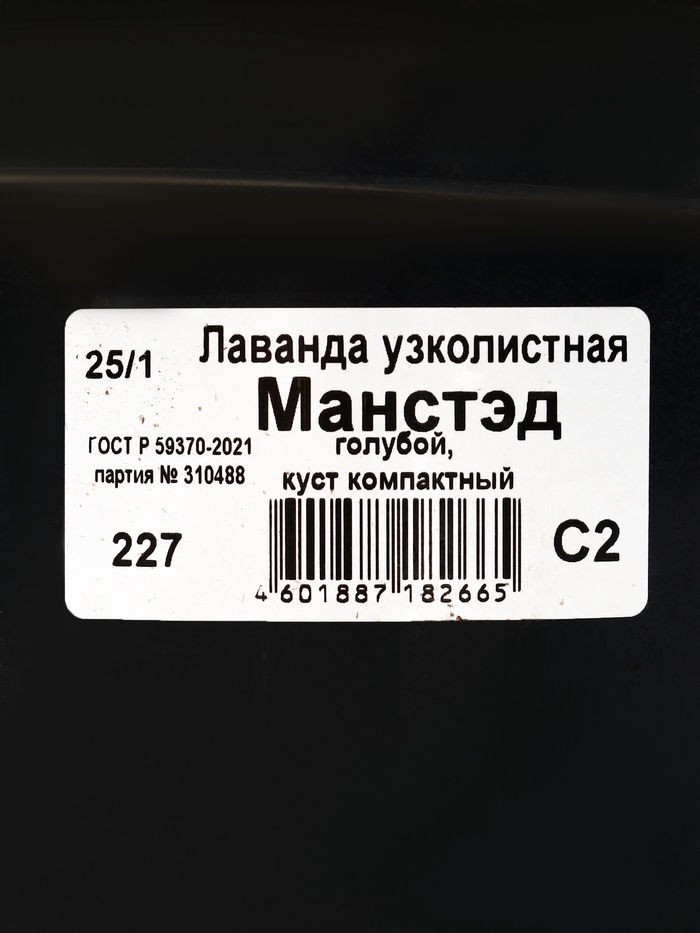 25/1
Лаванда узколистная
Манстэд
голубой,
куст компактный
ГОСТ Р 59370-2021
партия № 310488
227
C2
4 601887 182665